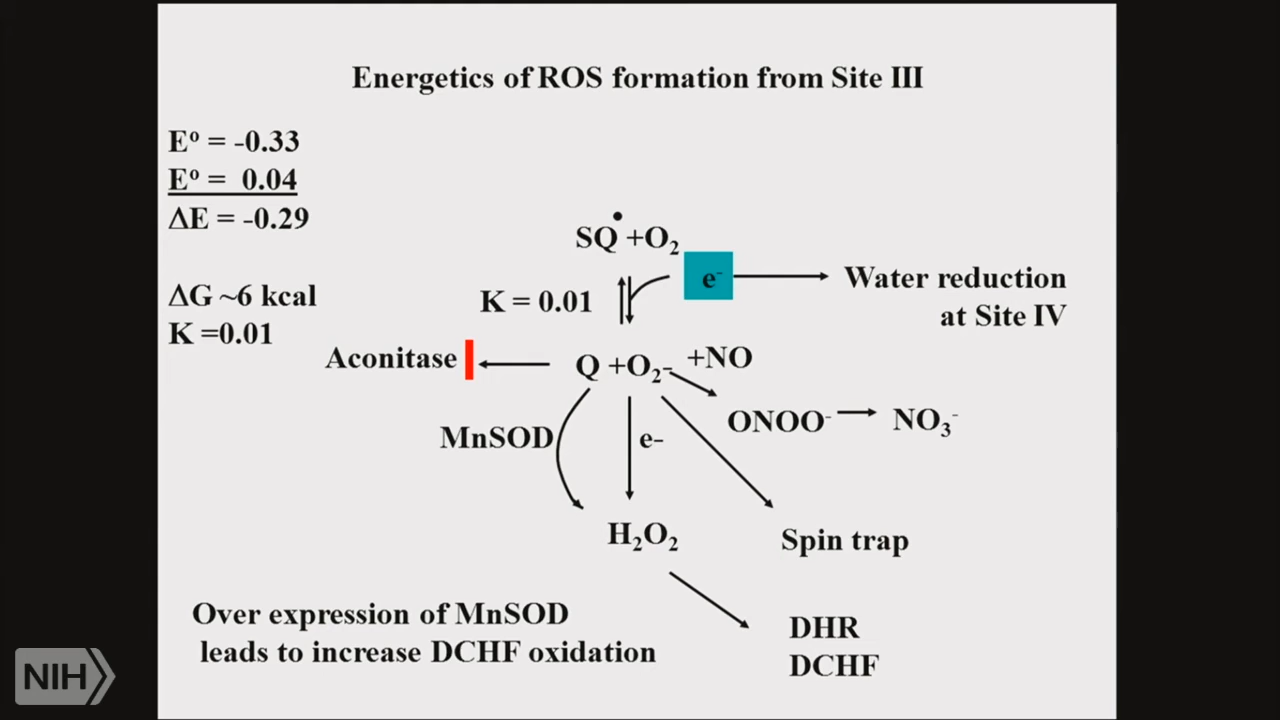 Energetics of ROS formation from Site III
Eº = -0.33
Eº = 0.04
ΔE = -0.29
ΔG ~6 kcal
K =0.01
SQ• +O₂
e⁻
Water reduction
at Site IV
K = 0.01
Aconitase
Q +O₂⁻
+NO
ONOO⁻
NO₃⁻
MnSOD
e-
H₂O₂
Spin trap
DHR
DCHF
Over expression of MnSOD
leads to increase DCHF oxidation
NIH